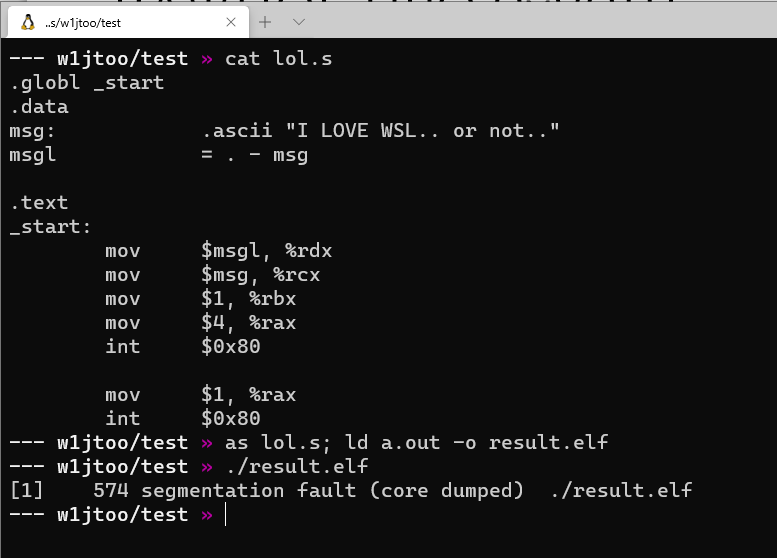 ..s/w1jtoo/test
--- w1jtoo/test » cat lol.s
.globl _start
.data
msg:            .ascii "I LOVE WSL.. or not.."
msgl            = . - msg
.text
_start:
        mov     $msgl, %rdx
        mov     $msg, %rcx
        mov     $1, %rbx
        mov     $4, %rax
        int     $0x80
        mov     $1, %rax
        int     $0x80
--- w1jtoo/test » as lol.s; ld a.out -o result.elf
--- w1jtoo/test » ./result.elf
[1]    574 segmentation fault (core dumped)  ./result.elf
--- w1jtoo/test »